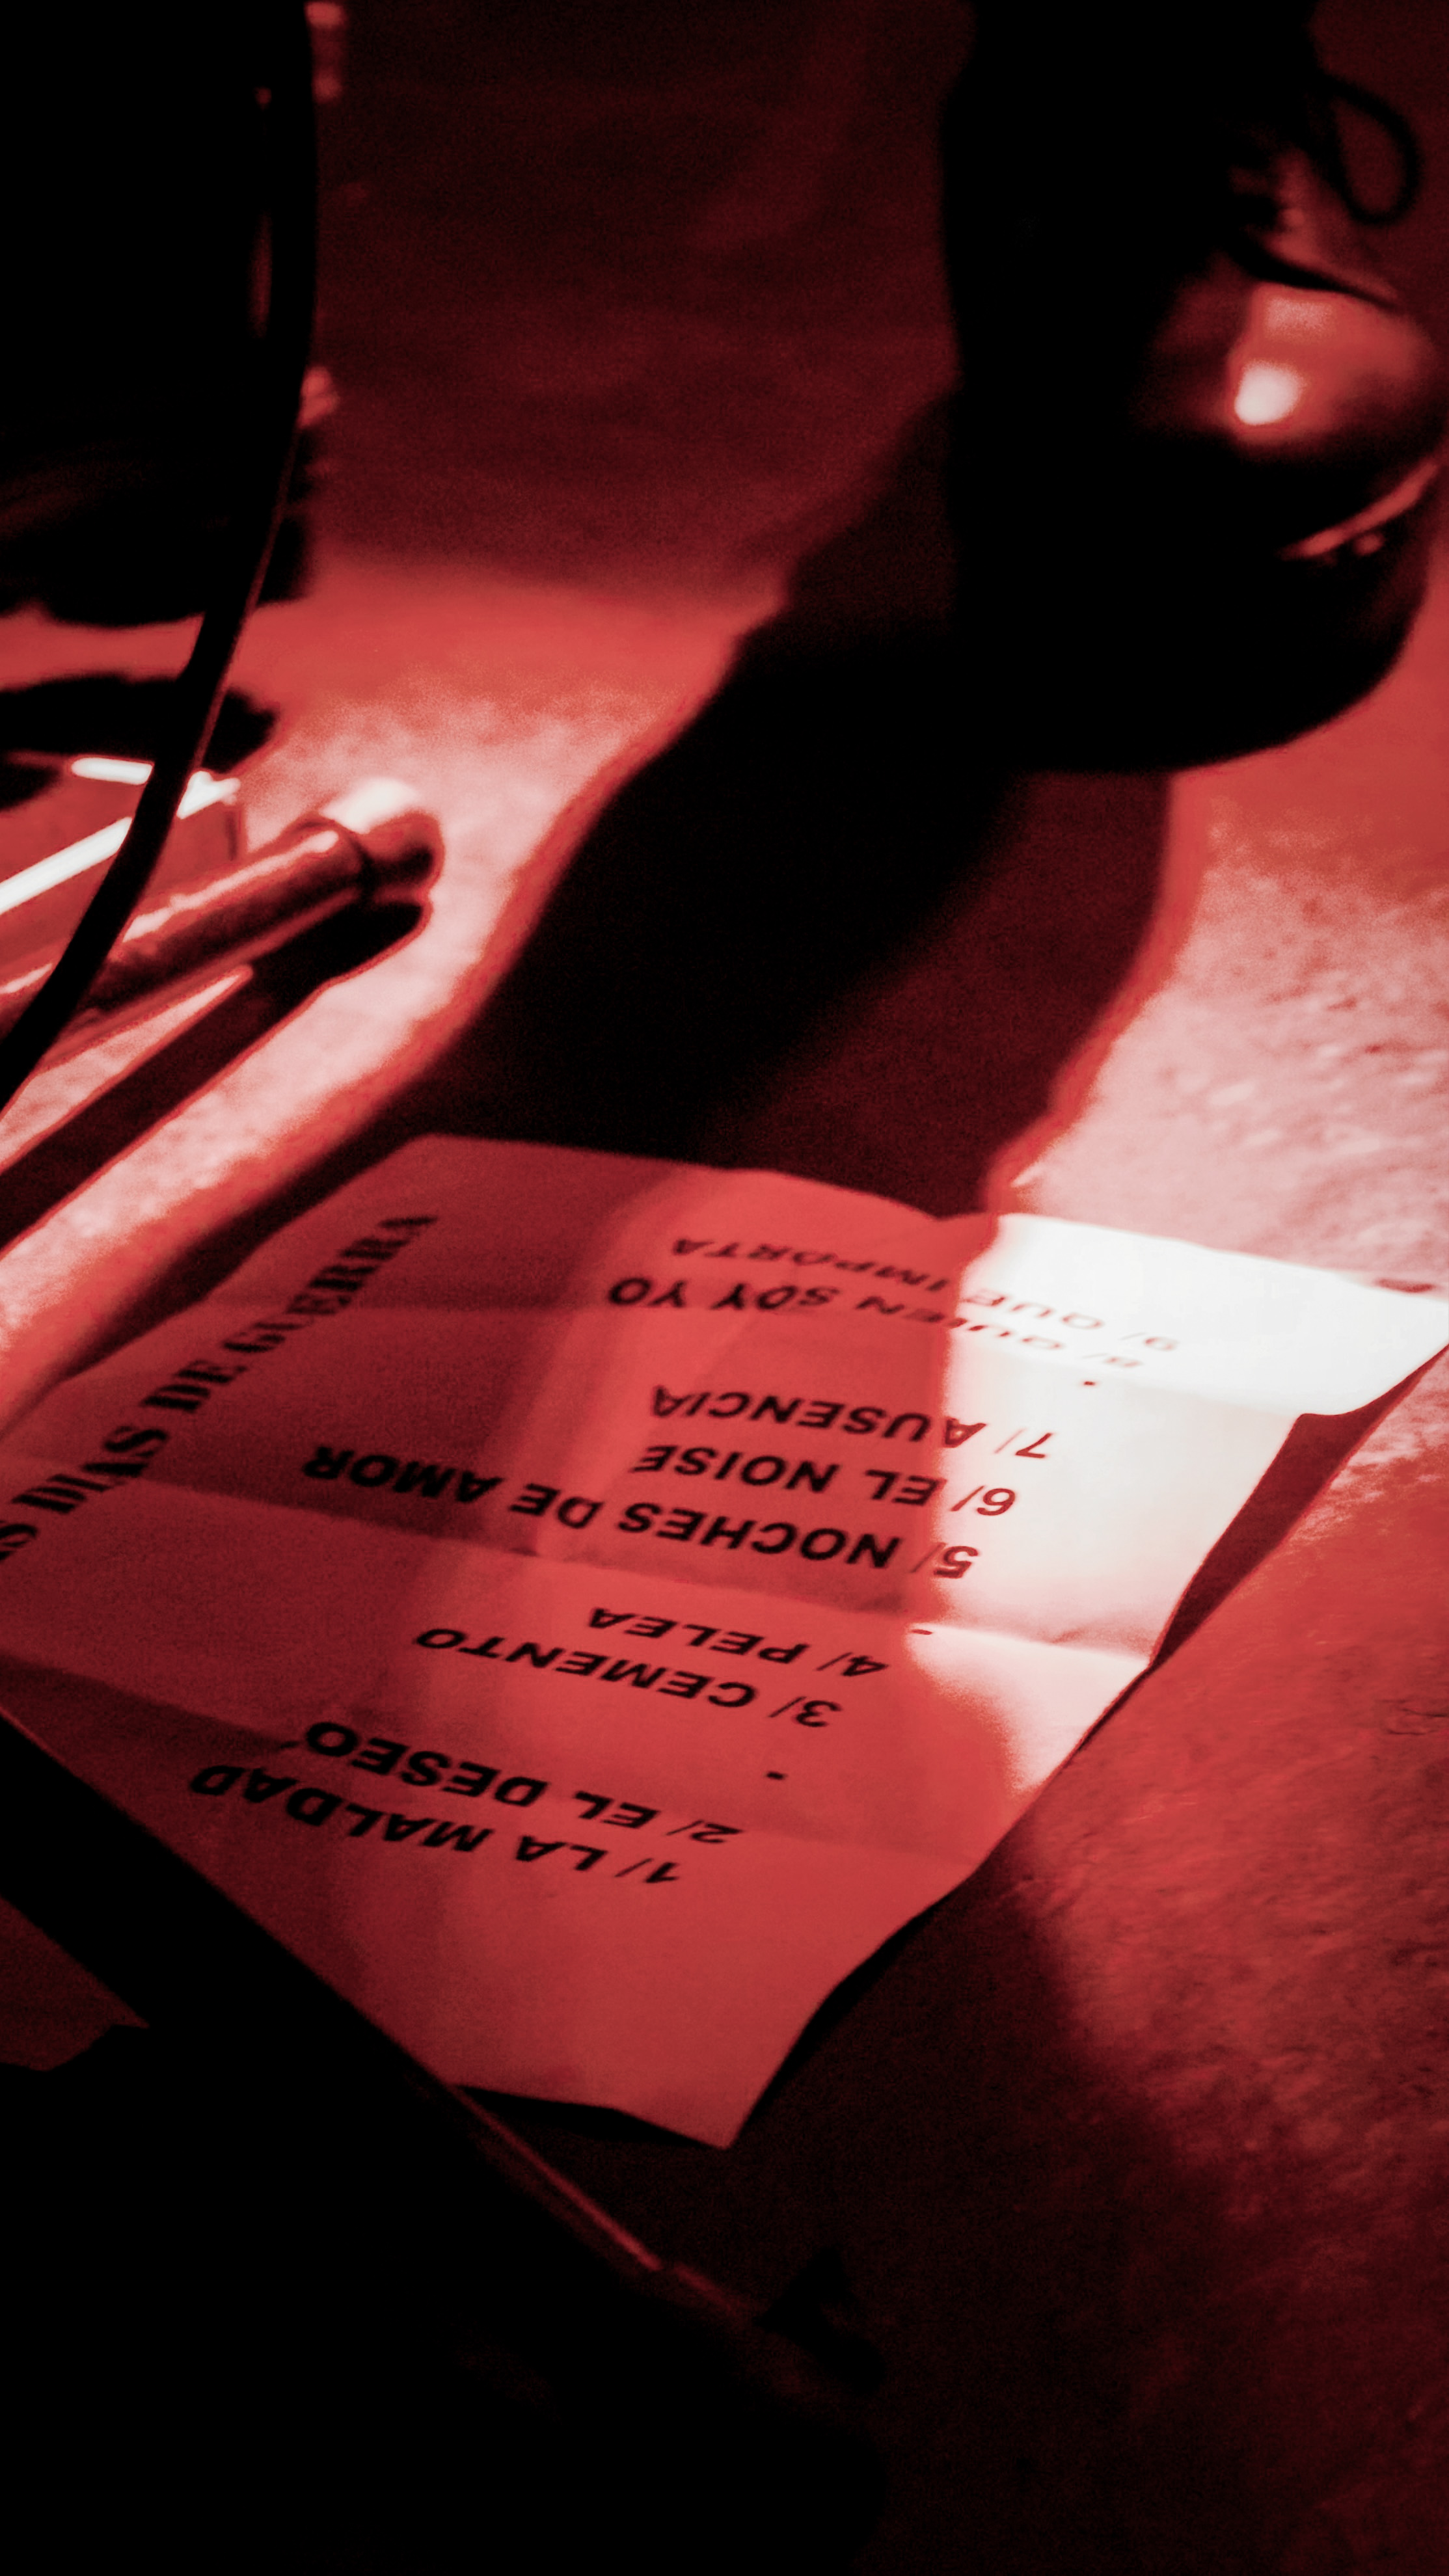 1/ LA MALDAD
2/ EL DESEO
-
3/ CEMENTO
4/ PELEA
-
5/ NOCHES DE AMOR
6/ EL NOISE
7/ AUSENCIA
-
8/ QUIEN SOY YO
9/ QUE IMPORTA
DIAS DE GUERRA